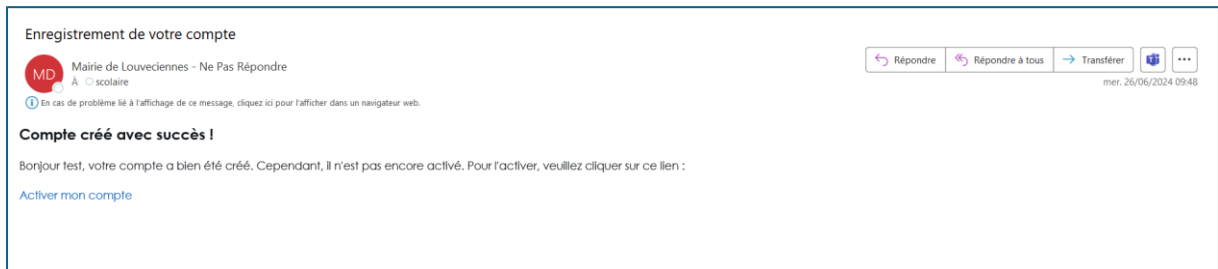 Enregistrement de votre compte
MD
Mairie de Louveciennes - Ne Pas Répondre
À scolaire
Répondre
Répondre à tous
Transférer
mer. 26/06/2024 09:48
En cas de problème lié à l'affichage de ce message, cliquez ici pour l'afficher dans un navigateur web.
Compte créé avec succès !
Bonjour test, votre compte a bien été créé. Cependant, il n'est pas encore activé. Pour l'activer, veuillez cliquer sur ce lien :
Activer mon compte